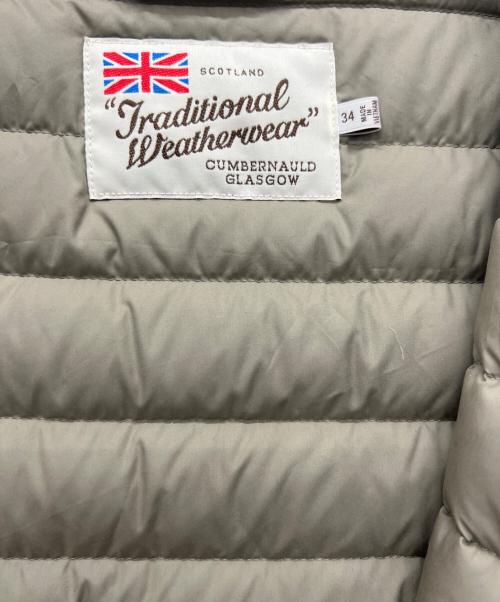 SCOTLAND
"Traditional
Weatherwear"
CUMBERNAULD
GLASGOW
34
MADE
IN
VIETNAM